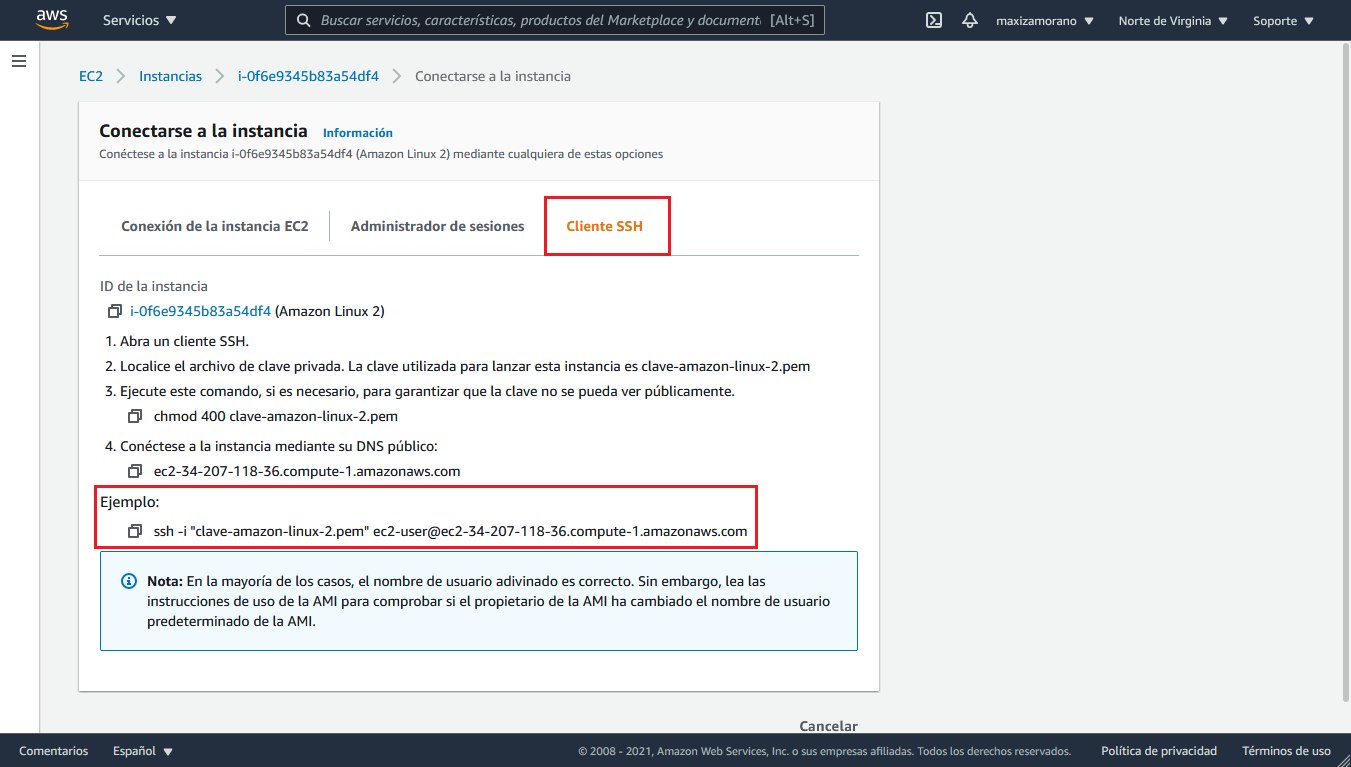 aws Servicios Buscar servicios, características, productos del Marketplace y document [Alt+S] maxizamorano Norte de Virginia Soporte
EC2 Instancias i-0f6e9345b83a54df4 Conectarse a la instancia
Conectarse a la instancia Información
Conéctese a la instancia i-0f6e9345b83a54df4 (Amazon Linux 2) mediante cualquiera de estas opciones
Conexión de la instancia EC2 Administrador de sesiones Cliente SSH
ID de la instancia
i-0f6e9345b83a54df4 (Amazon Linux 2)
1. Abra un cliente SSH.
2. Localice el archivo de clave privada. La clave utilizada para lanzar esta instancia es clave-amazon-linux-2.pem
3. Ejecute este comando, si es necesario, para garantizar que la clave no se pueda ver públicamente.
chmod 400 clave-amazon-linux-2.pem
4. Conéctese a la instancia mediante su DNS público:
ec2-34-207-118-36.compute-1.amazonaws.com
Ejemplo:
ssh -i "clave-amazon-linux-2.pem" ec2-user@ec2-34-207-118-36.compute-1.amazonaws.com
Nota: En la mayoría de los casos, el nombre de usuario adivinado es correcto. Sin embargo, lea las
instrucciones de uso de la AMI para comprobar si el propietario de la AMI ha cambiado el nombre de usuario
predeterminado de la AMI.
Cancelar
Comentarios Español © 2008 - 2021, Amazon Web Services, Inc. o sus empresas afiliadas. Todos los derechos reservados. Política de privacidad Términos de uso